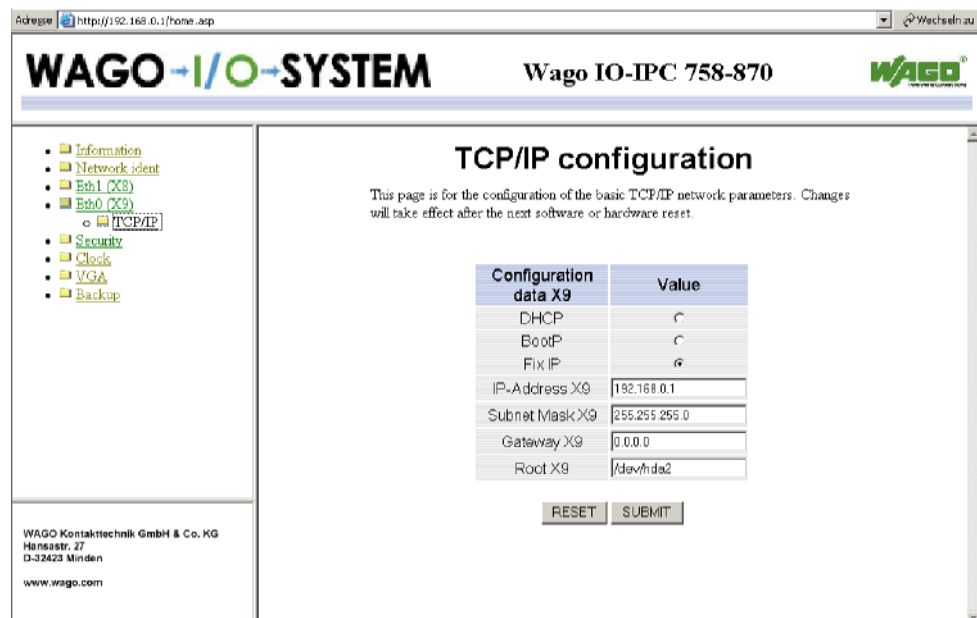 Adresse http://192.168.0.1/home.asp Wechseln zu
WAGO I/O SYSTEM
Wago IO-IPC 758-870
WAGO®
Information
Network ident
Eth1 (X8)
Eth0 (X9)
TCP/IP
Security
Clock
VGA
Backup
WAGO Kontakttechnik GmbH & Co. KG
Hansastr. 27
D-32423 Minden
www.wago.com
TCP/IP configuration
This page is for the configuration of the basic TCP/IP network parameters. Changes
will take effect after the next software or hardware reset.
Configuration
data X9
Value
DHCP
BootP
Fix IP
IP-Address X9 192.168.0.1
Subnet Mask X9 255.255.255.0
Gateway X9 0.0.0.0
Root X9 /dev/hda2
RESET SUBMIT